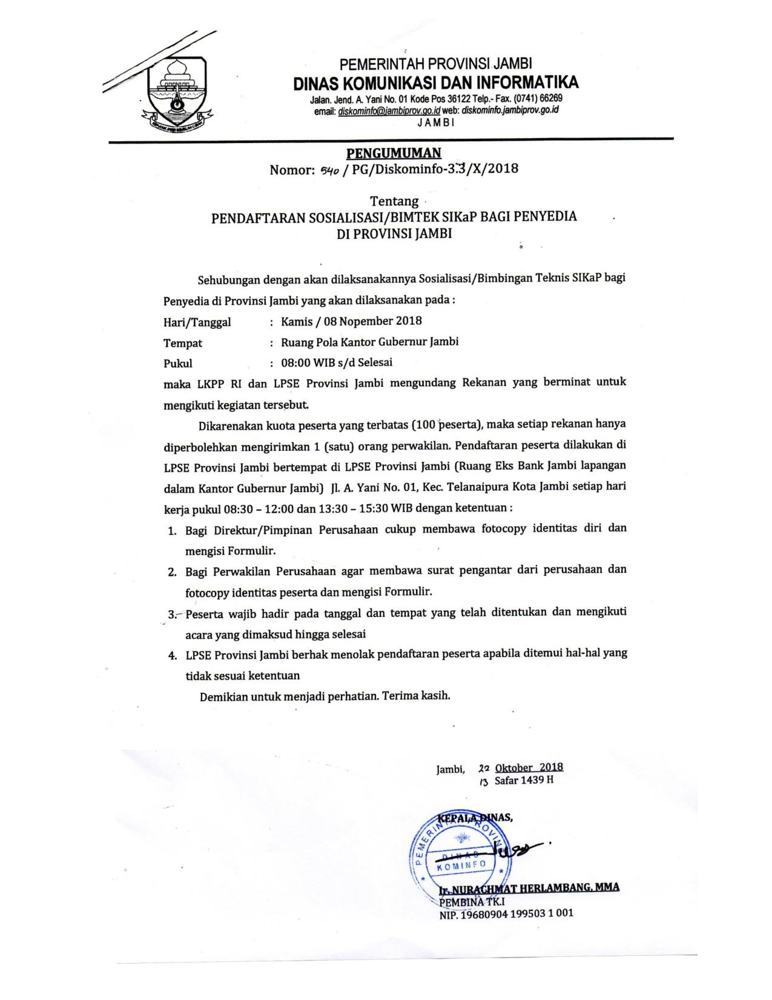 PEMERINTAH PROVINSI JAMBI
DINAS KOMUNIKASI DAN INFORMATIKA
Jalan. Jend. A. Yani No. 01 Kode Pos 36122 Telp.- Fax. (0741) 66269
email: diskominfo@jambiprov.go.id web: diskominfo.jambiprov.go.id
JAMBI
PENGUMUMAN
Nomor: 540 / PG/Diskominfo-3.3/X/2018
Tentang
PENDAFTARAN SOSIALISASI/BIMTEK SIKaP BAGI PENYEDIA
DI PROVINSI JAMBI
Sehubungan dengan akan dilaksanakannya Sosialisasi/Bimbingan Teknis SIKaP bagi
Penyedia di Provinsi Jambi yang akan dilaksanakan pada :
Hari/Tanggal : Kamis / 08 Nopember 2018
Tempat : Ruang Pola Kantor Gubernur Jambi
Pukul : 08:00 WIB s/d Selesai
maka LKPP RI dan LPSE Provinsi Jambi mengundang Rekanan yang berminat untuk
mengikuti kegiatan tersebut.
Dikarenakan kuota peserta yang terbatas (100 peserta), maka setiap rekanan hanya
diperbolehkan mengirimkan 1 (satu) orang perwakilan. Pendaftaran peserta dilakukan di
LPSE Provinsi Jambi bertempat di LPSE Provinsi Jambi (Ruang Eks Bank Jambi lapangan
dalam Kantor Gubernur Jambi) Jl. A. Yani No. 01, Kec. Telanaipura Kota Jambi setiap hari
kerja pukul 08:30 – 12:00 dan 13:30 – 15:30 WIB dengan ketentuan :
1. Bagi Direktur/Pimpinan Perusahaan cukup membawa fotocopy identitas diri dan
mengisi Formulir.
2. Bagi Perwakilan Perusahaan agar membawa surat pengantar dari perusahaan dan
fotocopy identitas peserta dan mengisi Formulir.
3. Peserta wajib hadir pada tanggal dan tempat yang telah ditentukan dan mengikuti
acara yang dimaksud hingga selesai
4. LPSE Provinsi Jambi berhak menolak pendaftaran peserta apabila ditemui hal-hal yang
tidak sesuai ketentuan
Demikian untuk menjadi perhatian. Terima kasih.
Jambi, 22 Oktober 2018
13 Safar 1439 H
KEPALA DINAS,
PEMERINTAH PROVINSI
DINAS
KOMINFO
Ir. NURACHMAT HERLAMBANG, MMA
PEMBINA TK.I
NIP. 19680904 199503 1 001